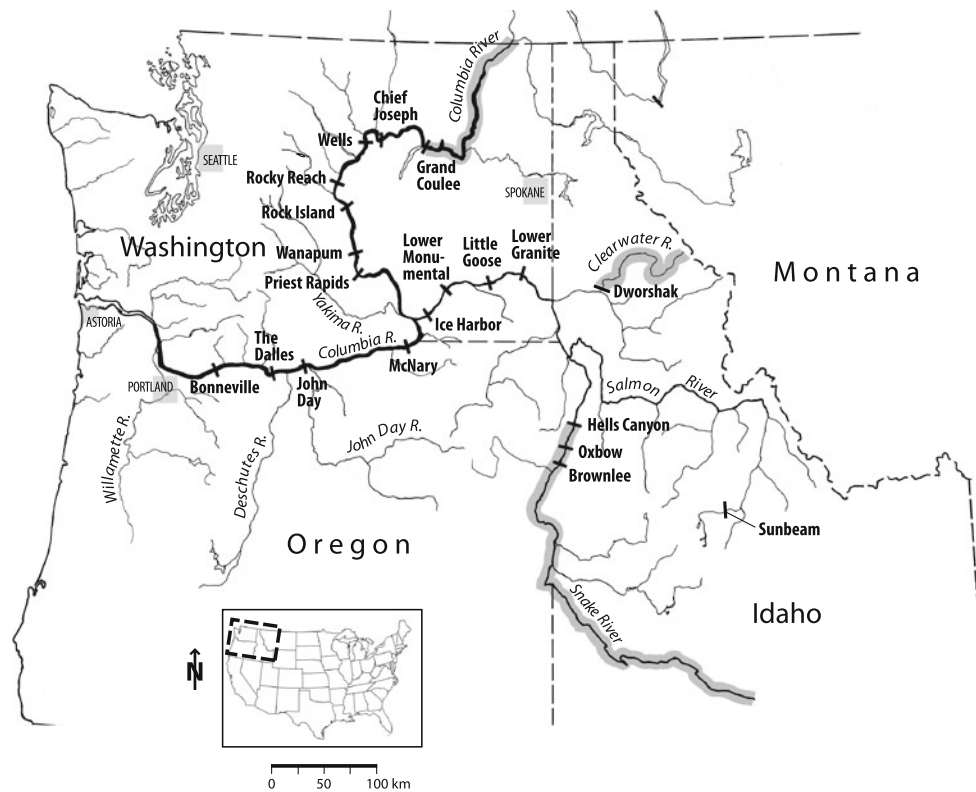 Columbia River
Chief
Joseph
Wells
SEATTLE
Grand
Coulee
Rocky Reach
SPOKANE
Rock Island
Washington
Wanapum
Lower
Monu-
mental
Little
Goose
Lower
Granite
Clearwater R.
Montana
Priest Rapids
Dworshak
Yakima R.
ASTORIA
Ice Harbor
The
Dalles
Columbia R.
McNary
PORTLAND
Bonneville
John
Day
Salmon
River
Hells Canyon
Willamette R.
Deschutes R.
John Day R.
Oxbow
Brownlee
Sunbeam
Oregon
Snake River
Idaho
N
0 50 100 km